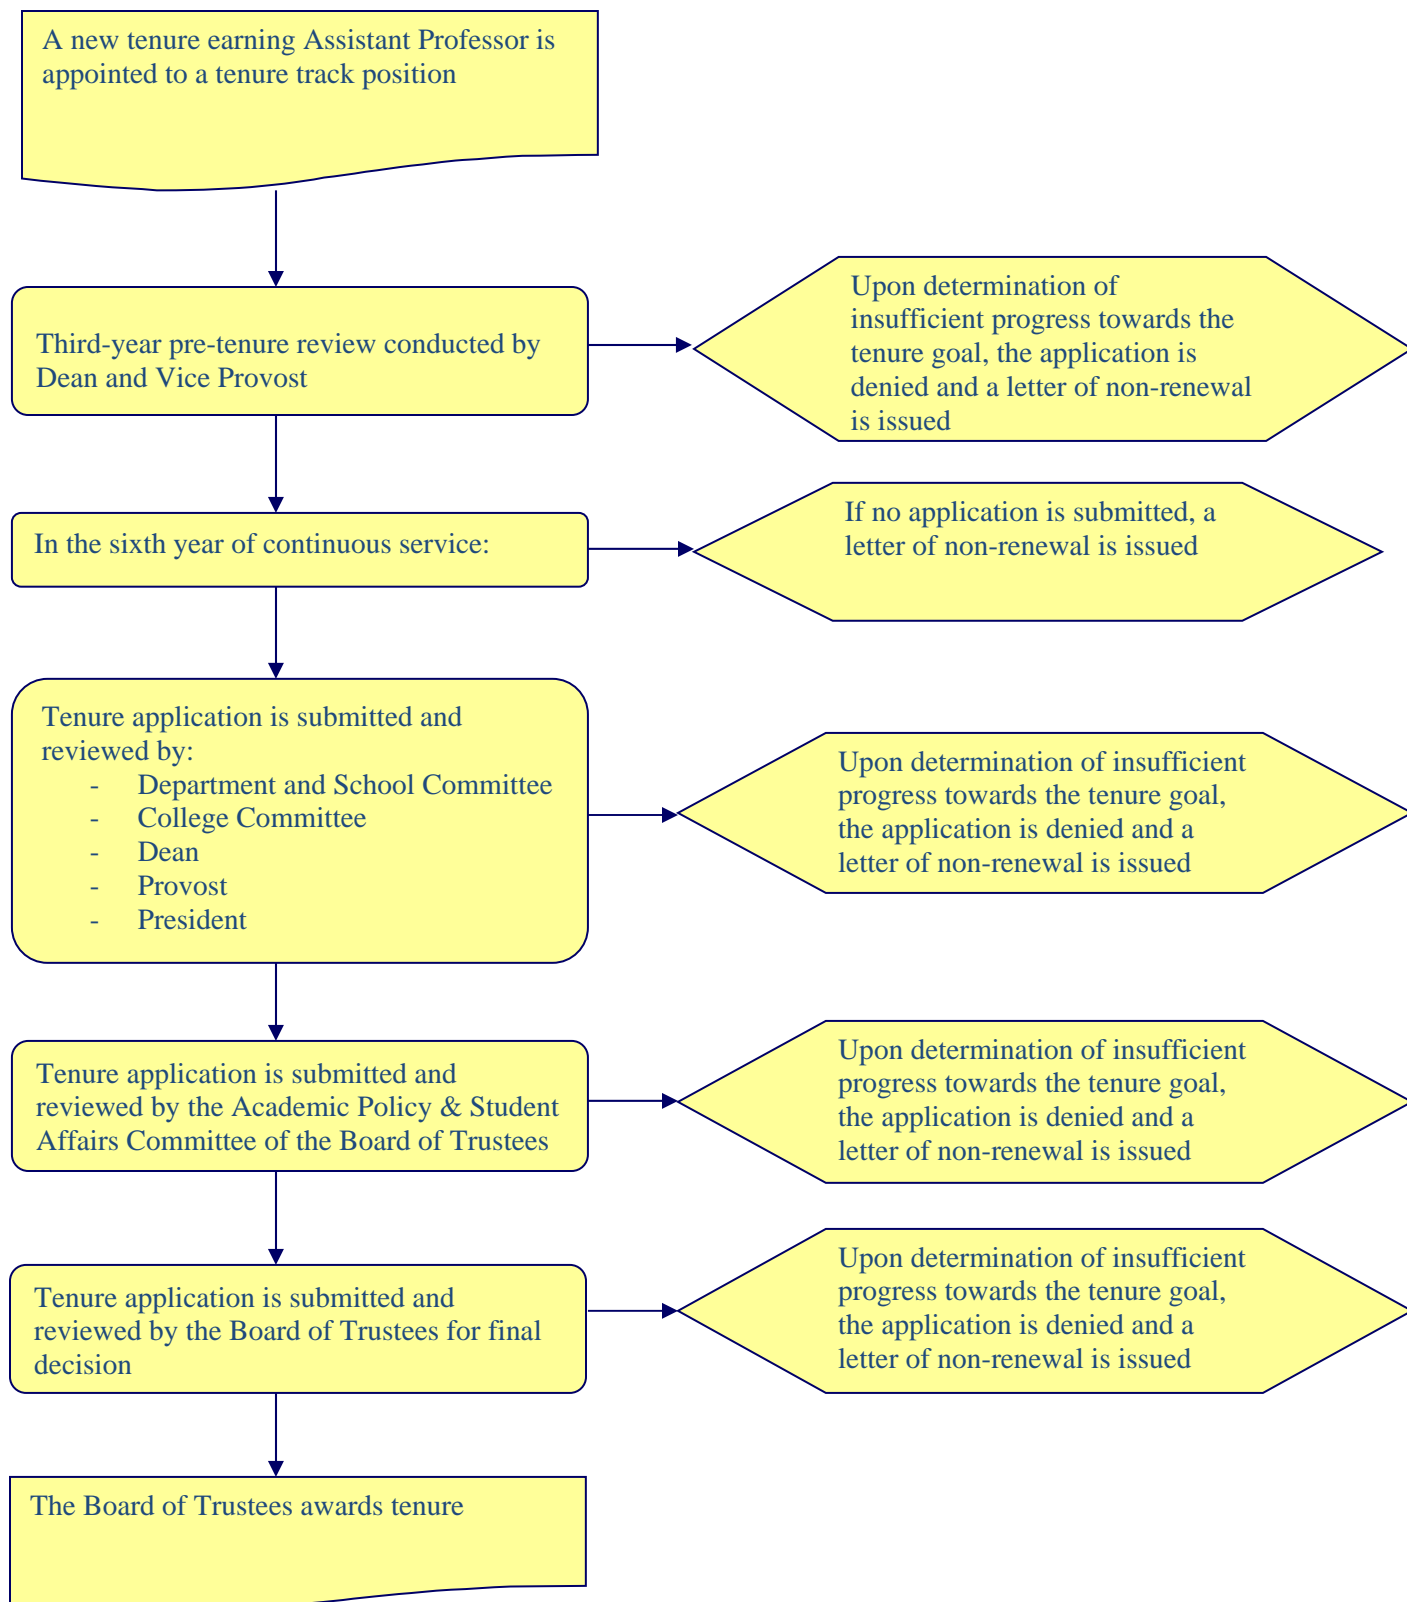 A new tenure earning Assistant Professor is
appointed to a tenure track position
Third-year pre-tenure review conducted by
Dean and Vice Provost
Upon determination of
insufficient progress towards the
tenure goal, the application is
denied and a letter of non-renewal
is issued
In the sixth year of continuous service:
If no application is submitted, a
letter of non-renewal is issued
Tenure application is submitted and
reviewed by:
- Department and School Committee
- College Committee
- Dean
- Provost
- President
Upon determination of insufficient
progress towards the tenure goal,
the application is denied and a
letter of non-renewal is issued
Tenure application is submitted and
reviewed by the Academic Policy & Student
Affairs Committee of the Board of Trustees
Upon determination of insufficient
progress towards the tenure goal,
the application is denied and a
letter of non-renewal is issued
Tenure application is submitted and
reviewed by the Board of Trustees for final
decision
Upon determination of insufficient
progress towards the tenure goal,
the application is denied and a
letter of non-renewal is issued
The Board of Trustees awards tenure